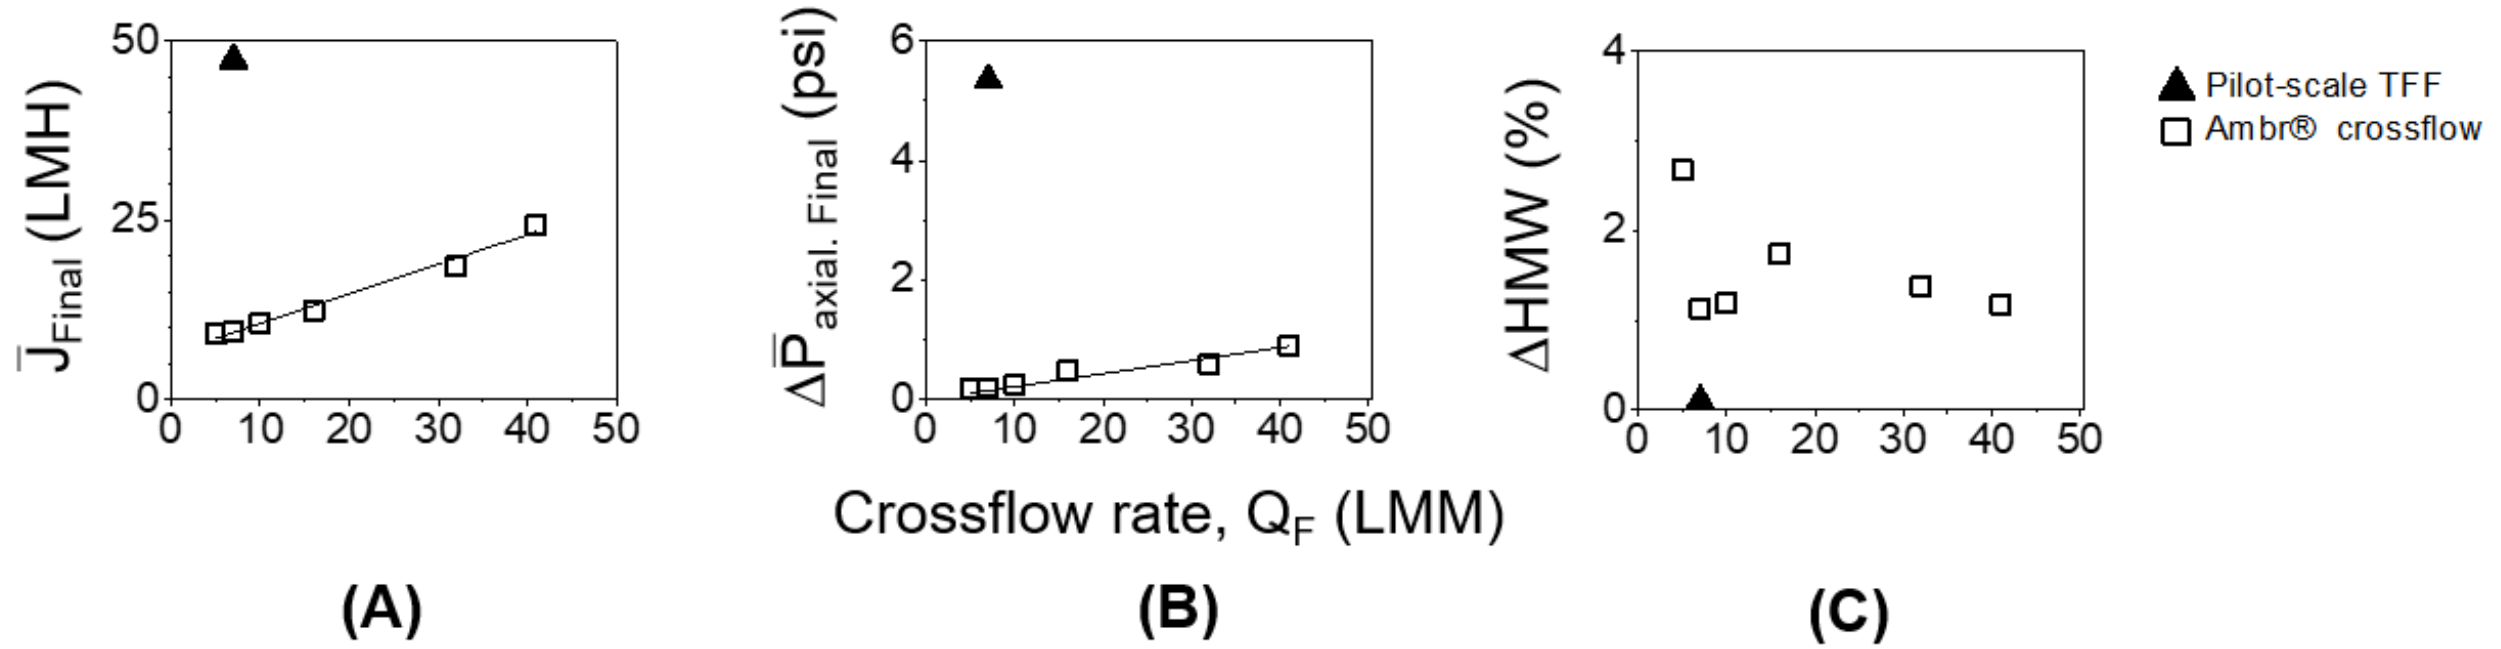 50
25
0
0 10 20 30 40 50
J̅Final (LMH)
6
4
2
0
0 10 20 30 40 50
ΔP̅axial. Final (psi)
4
2
0
0 10 20 30 40 50
ΔHMW (%)
Pilot-scale TFF
Ambr® crossflow
Crossflow rate, QF (LMM)
(A)
(B)
(C)